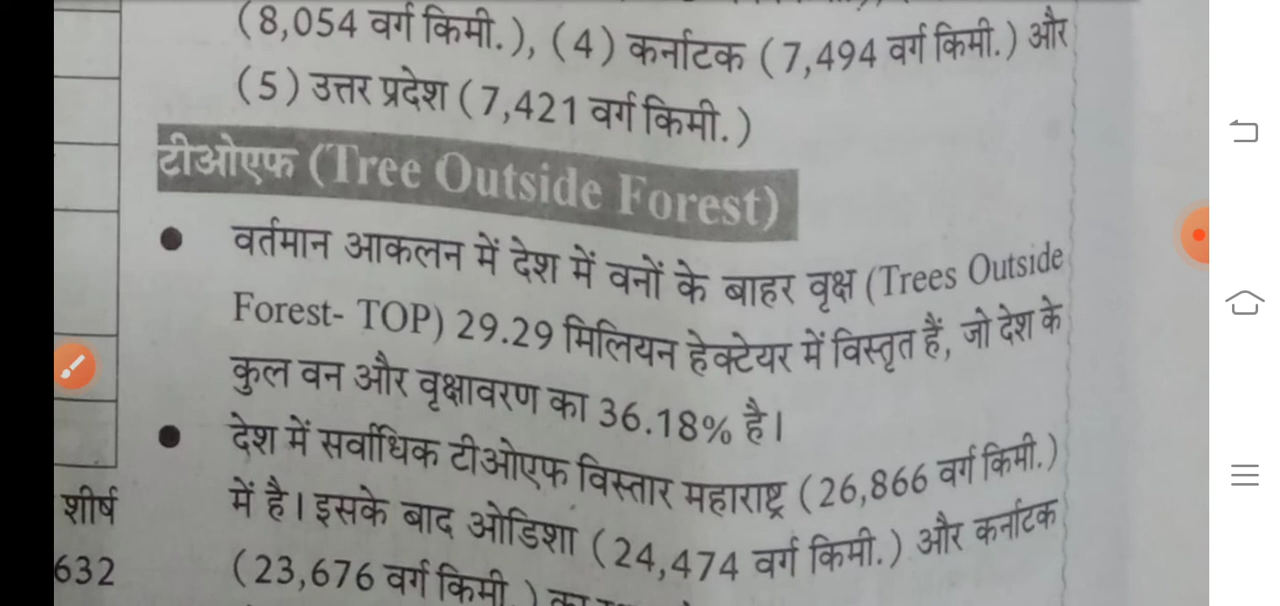 (8,054 वर्ग किमी.), (4) कर्नाटक (7,494 वर्ग किमी.) और
(5) उत्तर प्रदेश (7,421 वर्ग किमी.)
टीओएफ (Tree Outside Forest)
● वर्तमान आकलन में देश में वनों के बाहर वृक्ष (Trees Outside
Forest- TOP) 29.29 मिलियन हेक्टेयर में विस्तृत हैं, जो देश के
कुल वन और वृक्षावरण का 36.18% है।
● देश में सर्वाधिक टीओएफ विस्तार महाराष्ट्र (26,866 वर्ग किमी.)
में है। इसके बाद ओडिशा (24,474 वर्ग किमी.) और कर्नाटक
(23,676 वर्ग किमी.) का
शीर्ष
632